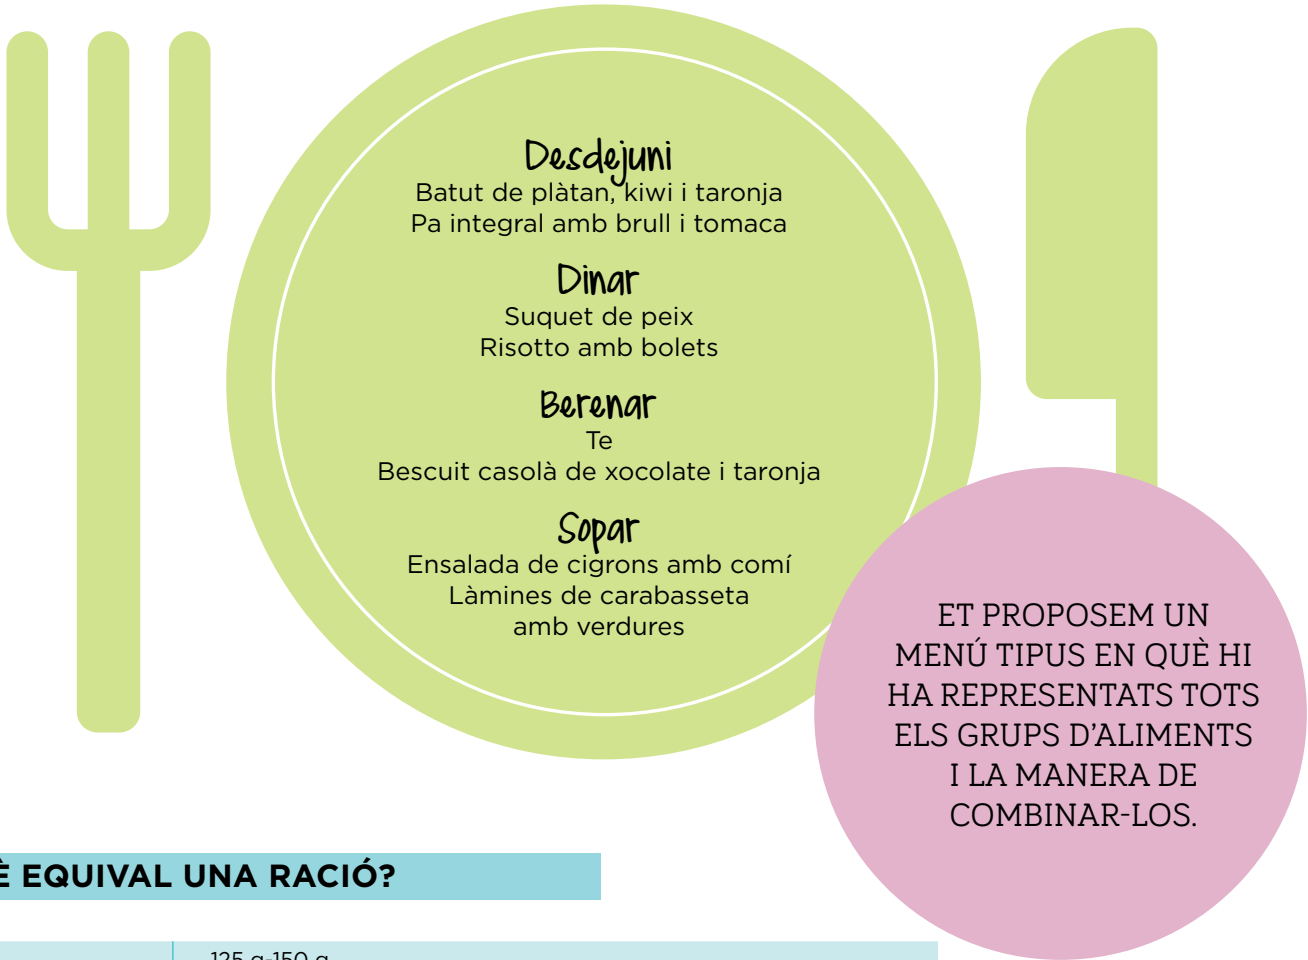 Desdejuni
Batut de plàtan, kiwi i taronja
Pa integral amb brull i tomaca
Dinar
Suquet de peix
Risotto amb bolets
Berenar
Te
Bescuit casolà de xocolate i taronja
Sopar
Ensalada de cigrons amb comí
Làmines de carabasseta
amb verdures
ET PROPOSEM UN
MENÚ TIPUS EN QUÈ HI
HA REPRESENTATS TOTS
ELS GRUPS D’ALIMENTS
I LA MANERA DE
COMBINAR-LOS.
È EQUIVAL UNA RACIÓ?
125 g-150 g